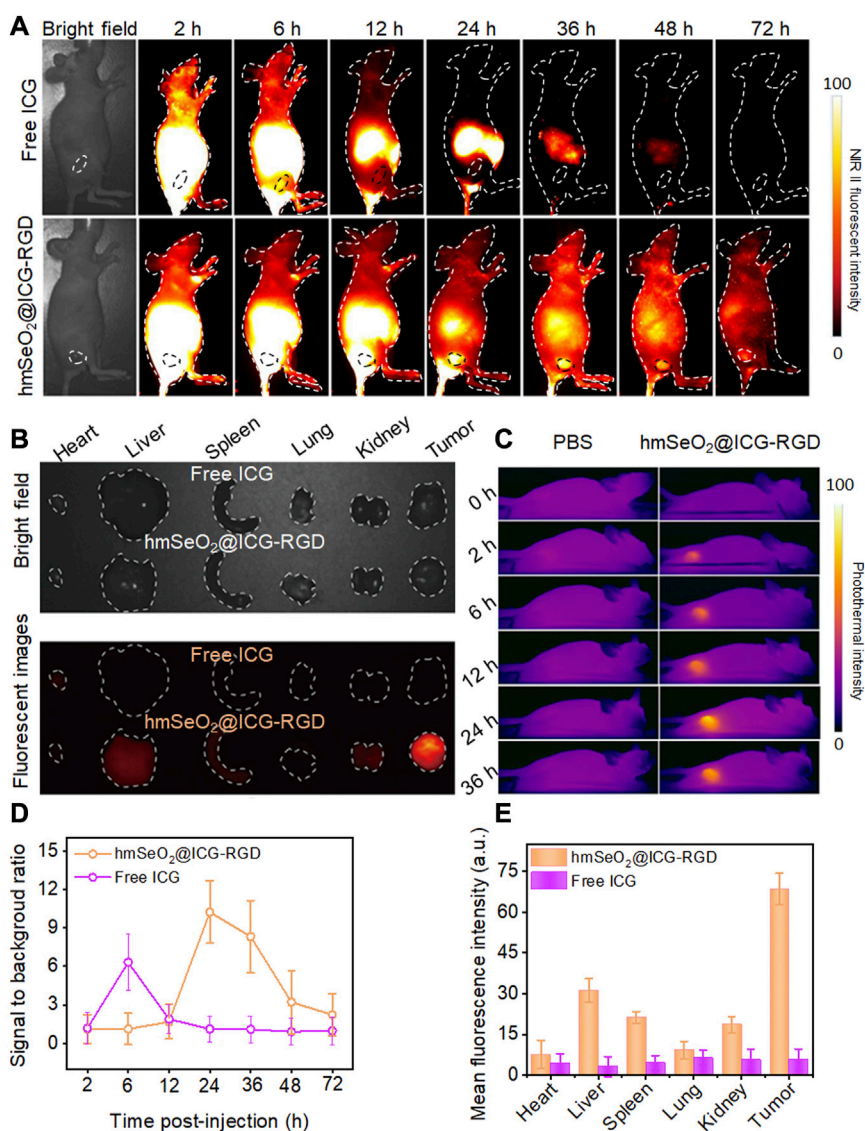 A
Bright field 2 h 6 h 12 h 24 h 36 h 48 h 72 h
Free ICG
hmSeO₂@ICG-RGD
100
NIR II fluorescent intensity
0
B
Heart Liver Spleen Lung Kidney Tumor
Bright field
Free ICG
hmSeO₂@ICG-RGD
Fluorescent images
Free ICG
hmSeO₂@ICG-RGD
C
PBS hmSeO₂@ICG-RGD
0 h
2 h
6 h
12 h
24 h
36 h
100
Photothermal intensity
0
D
hmSeO₂@ICG-RGD
Free ICG
Signal to backgroud ratio
15
12
9
6
3
0
2 6 12 24 36 48 72
Time post-injection (h)
E
hmSeO₂@ICG-RGD
Free ICG
Mean fluorescence intensity (a.u.)
75
60
45
30
15
0
Heart Liver Spleen Lung Kidney Tumor